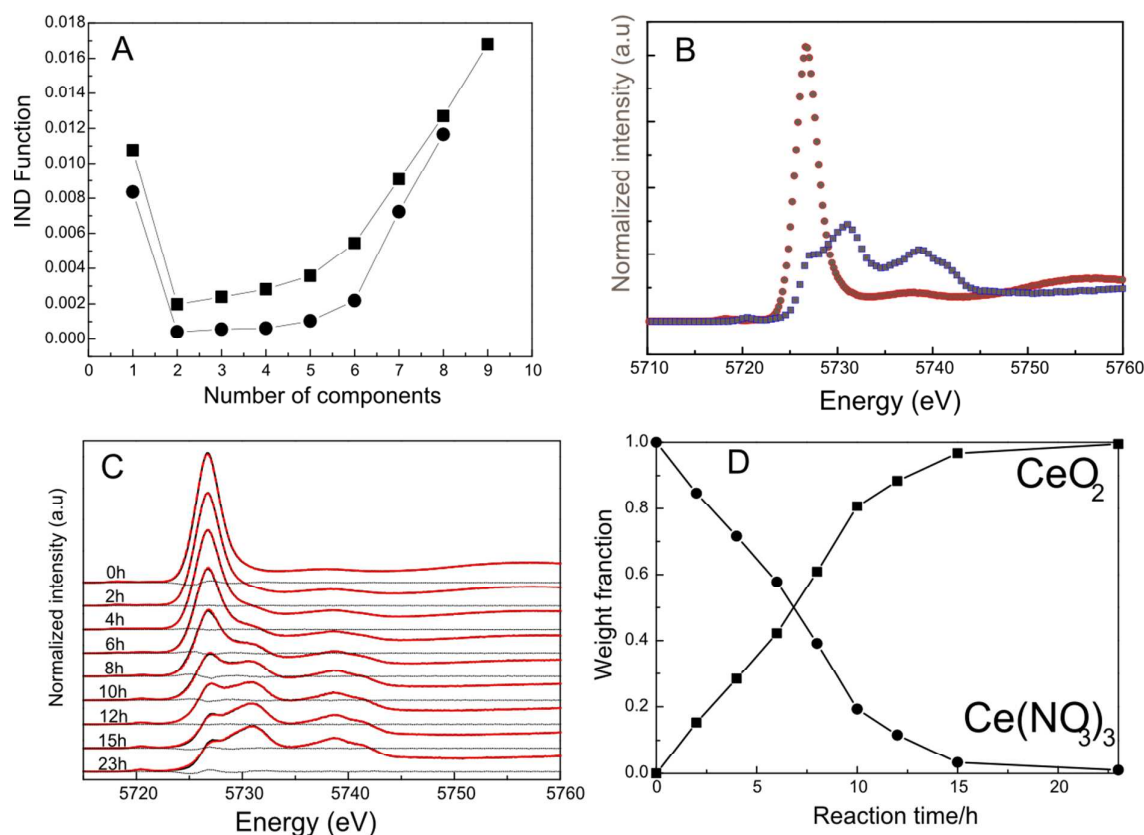 A
IND Function
0.018
0.016
0.014
0.012
0.010
0.008
0.006
0.004
0.002
0.000
0 1 2 3 4 5 6 7 8 9 10
Number of components
B
Normalized intensity (a.u)
5710 5720 5730 5740 5750 5760
Energy (eV)
C
Normalized intensity (a.u)
0h
2h
4h
6h
8h
10h
12h
15h
23h
5720 5730 5740 5750 5760
Energy (eV)
D
Weight franction
1.0
0.8
0.6
0.4
0.2
0.0
CeO2
Ce(NO3)3
0 5 10 15 20
Reaction time/h